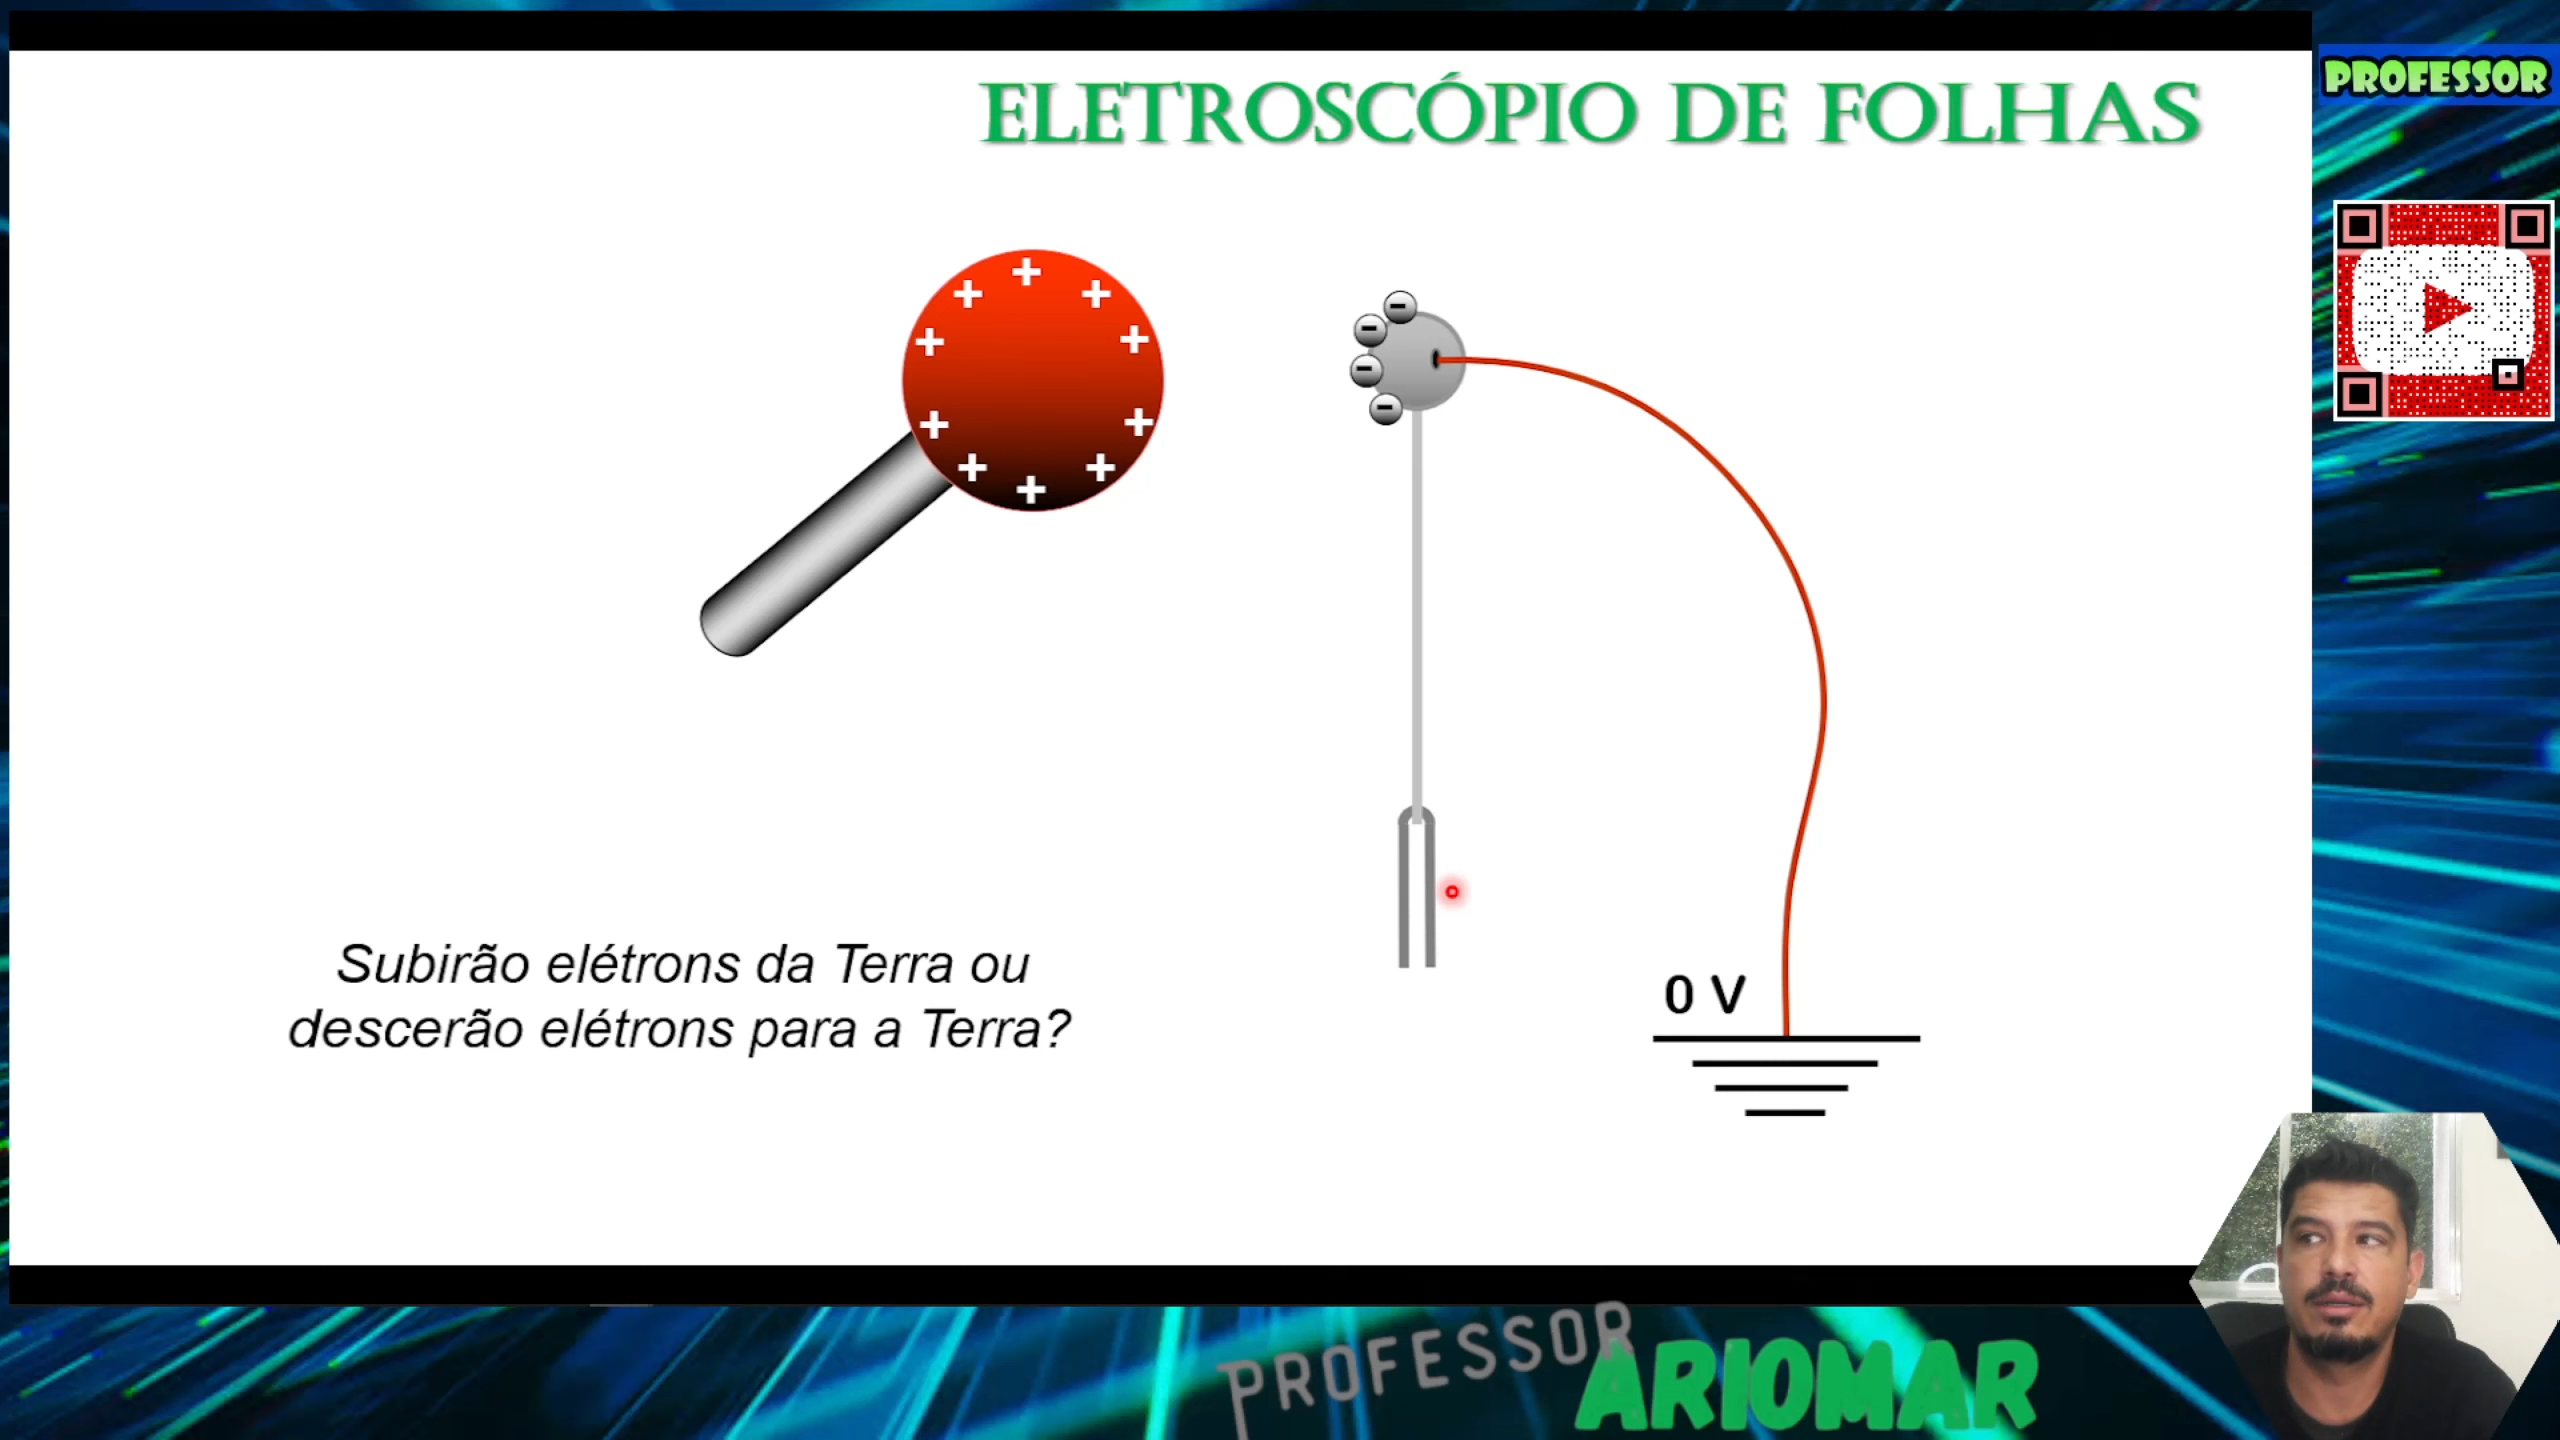 ELETROSCÓPIO DE FOLHAS
PROFESSOR
+ + + + + + + + + +
- - - -
Subirão elétrons da Terra ou
descerão elétrons para a Terra?
0 V
PROFESSOR
ARIOMAR